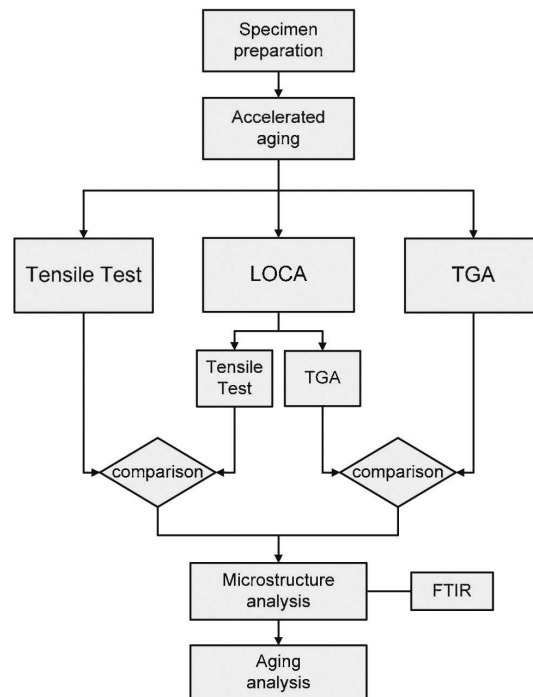 Specimen
preparation
Accelerated
aging
Tensile Test
LOCA
TGA
Tensile
Test
TGA
comparison
comparison
Microstructure
analysis
FTIR
Aging
analysis